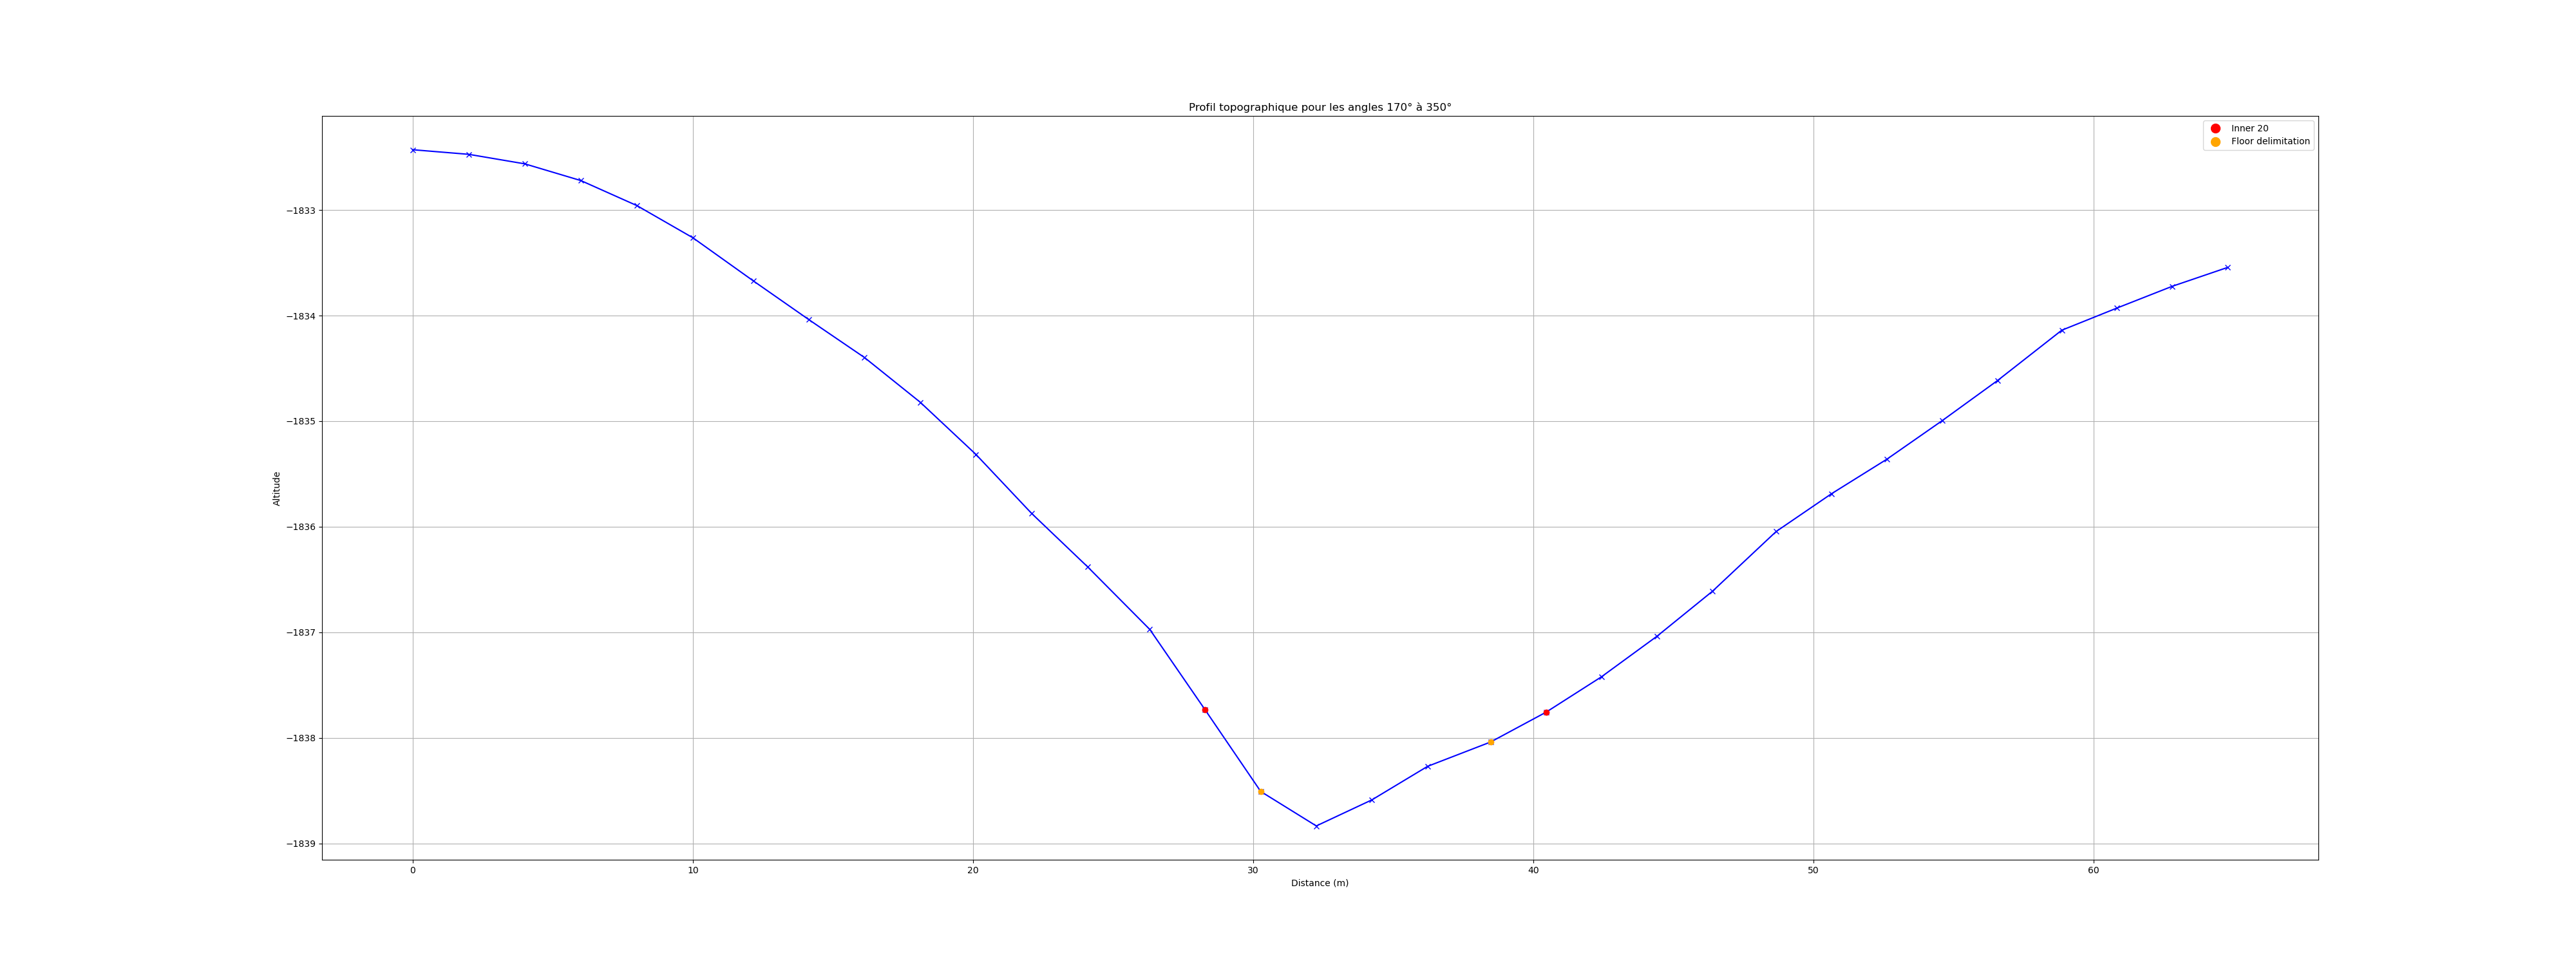 Profil topographique pour les angles 170° à 350°
Inner 20
Floor delimitation
−1833
−1834
−1835
−1836
−1837
−1838
−1839
Altitude
0 10 20 30 40 50 60
Distance (m)